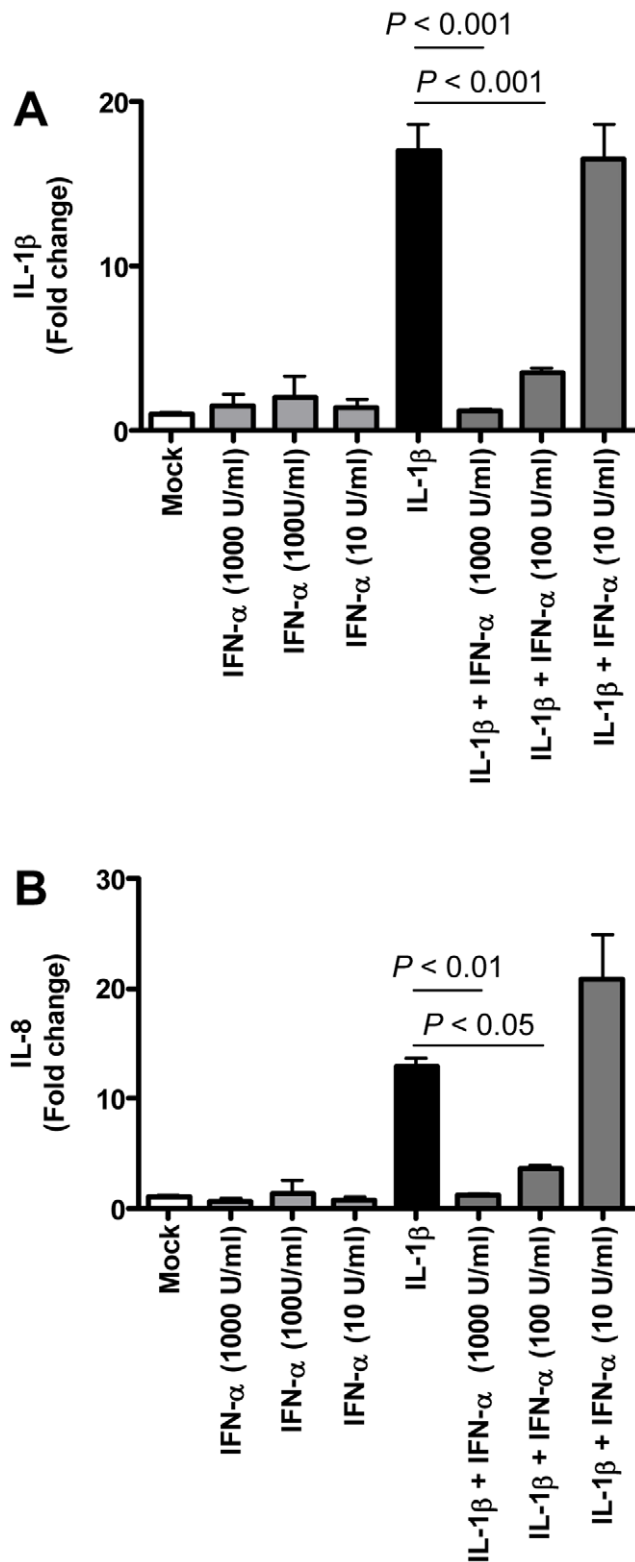 P < 0.001
P < 0.001
A
20
10
0
IL-1β
(Fold change)
Mock
IFN-α (1000 U/ml)
IFN-α (100U/ml)
IFN-α (10 U/ml)
IL-1β
IL-1β + IFN-α  (1000 U/ml)
IL-1β + IFN-α (100 U/ml)
IL-1β + IFN-α (10 U/ml)
B
30
20
10
0
IL-8
(Fold change)
P < 0.01
P < 0.05
Mock
IFN-α (1000 U/ml)
IFN-α (100U/ml)
IFN-α (10 U/ml)
IL-1β
IL-1β + IFN-α  (1000 U/ml)
IL-1β + IFN-α (100 U/ml)
IL-1β + IFN-α (10 U/ml)